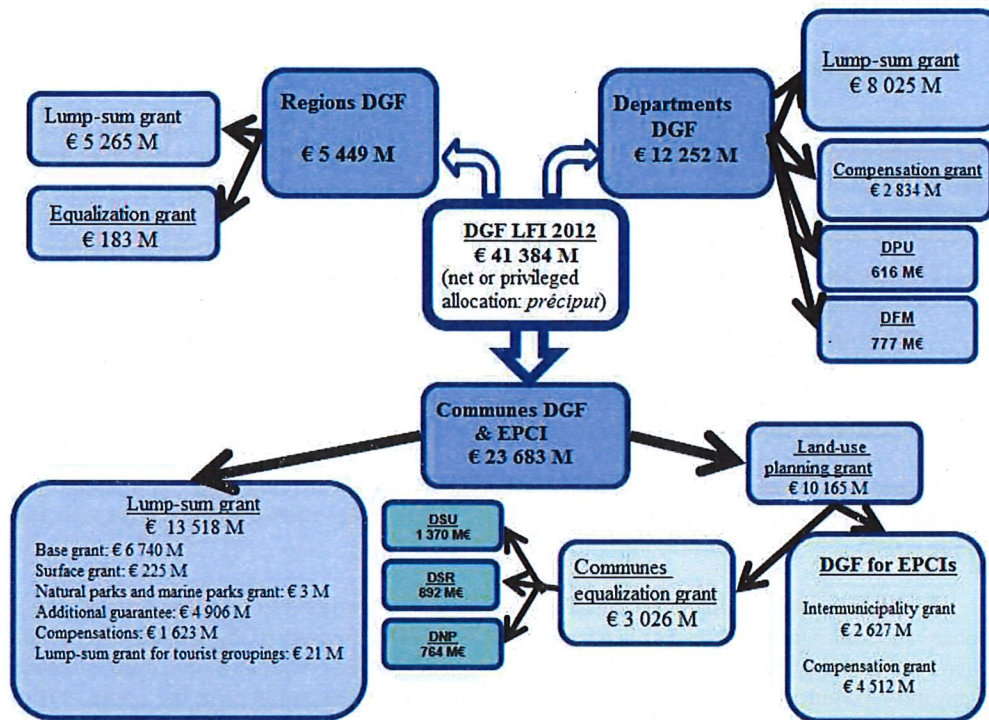 Regions DGF
€ 5 449 M
Lump-sum grant
€ 5 265 M
Equalization grant
€ 183 M
Departments
DGF
€ 12 252 M
Lump-sum grant
€ 8 025 M
Compensation grant
€ 2 834 M
DPU
616 M€
DFM
777 M€
DGF LFI 2012
€ 41 384 M
(net or privileged
allocation: préciput)
Communes DGF
& EPCI
€ 23 683 M
Lump-sum grant
€ 13 518 M
Base grant: € 6 740 M
Surface grant: € 225 M
Natural parks and marine parks grant: € 3 M
Additional guarantee: € 4 906 M
Compensations: € 1 623 M
Lump-sum grant for tourist groupings: € 21 M
Land-use
planning grant
€ 10 165 M
DSU
1 370 M€
DSR
892 M€
DNP
764 M€
Communes
equalization grant
€ 3 026 M
DGF for EPCIs
Intermunicipality grant
€ 2 627 M
Compensation grant
€ 4 512 M